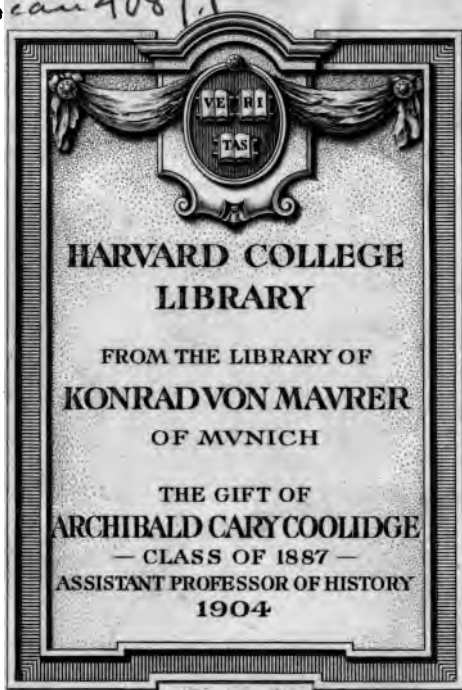 VE RI
TAS
HARVARD COLLEGE
LIBRARY
FROM THE LIBRARY OF
KONRAD VON MAVRER
OF MVNICH
THE GIFT OF
ARCHIBALD CARY COOLIDGE
— CLASS OF 1887 —
ASSISTANT PROFESSOR OF HISTORY
1904